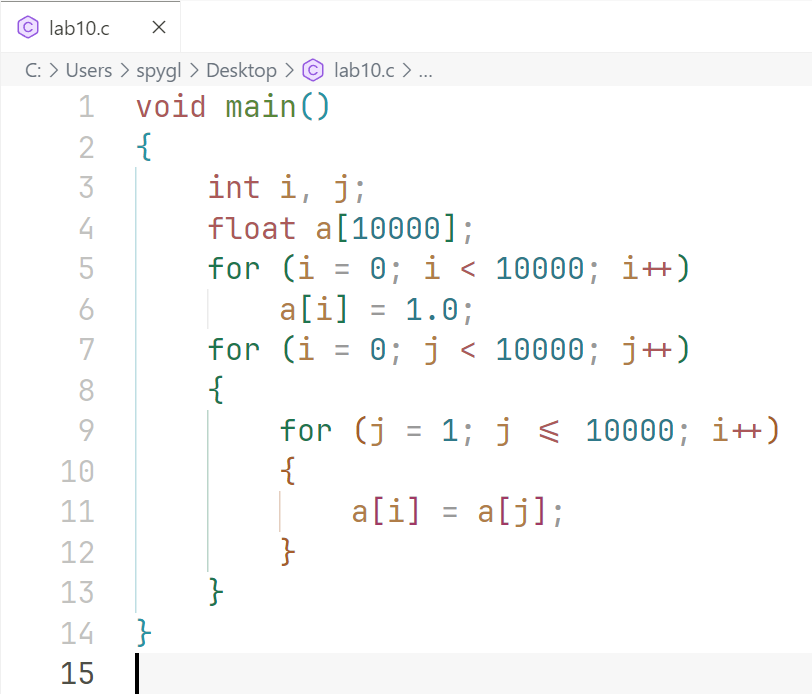 lab10.c
C: > Users > spygl > Desktop > lab10.c > ...
1 void main()
2 {
3     int i, j;
4     float a[10000];
5     for (i = 0; i < 10000; i++)
6         a[i] = 1.0;
7     for (i = 0; j < 10000; j++)
8     {
9         for (j = 1; j <= 10000; i++)
10         {
11             a[i] = a[j];
12         }
13     }
14 }
15